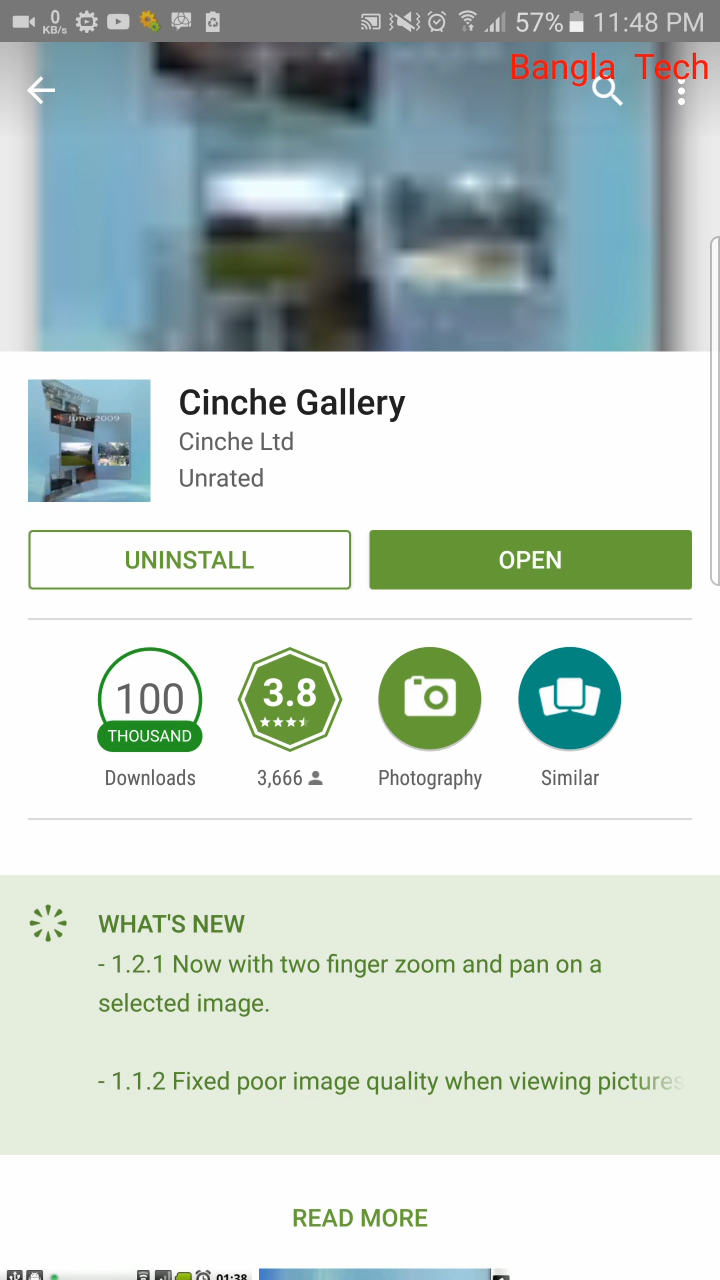 0
KB/s
57%
11:48 PM
Bangla Tech
June 2009
Cinche Gallery
Cinche Ltd
Unrated
UNINSTALL
OPEN
100
THOUSAND
Downloads
3.8
3,666
Photography
Similar
WHAT'S NEW
- 1.2.1 Now with two finger zoom and pan on a
selected image.
- 1.1.2 Fixed poor image quality when viewing pictures
READ MORE
01:38